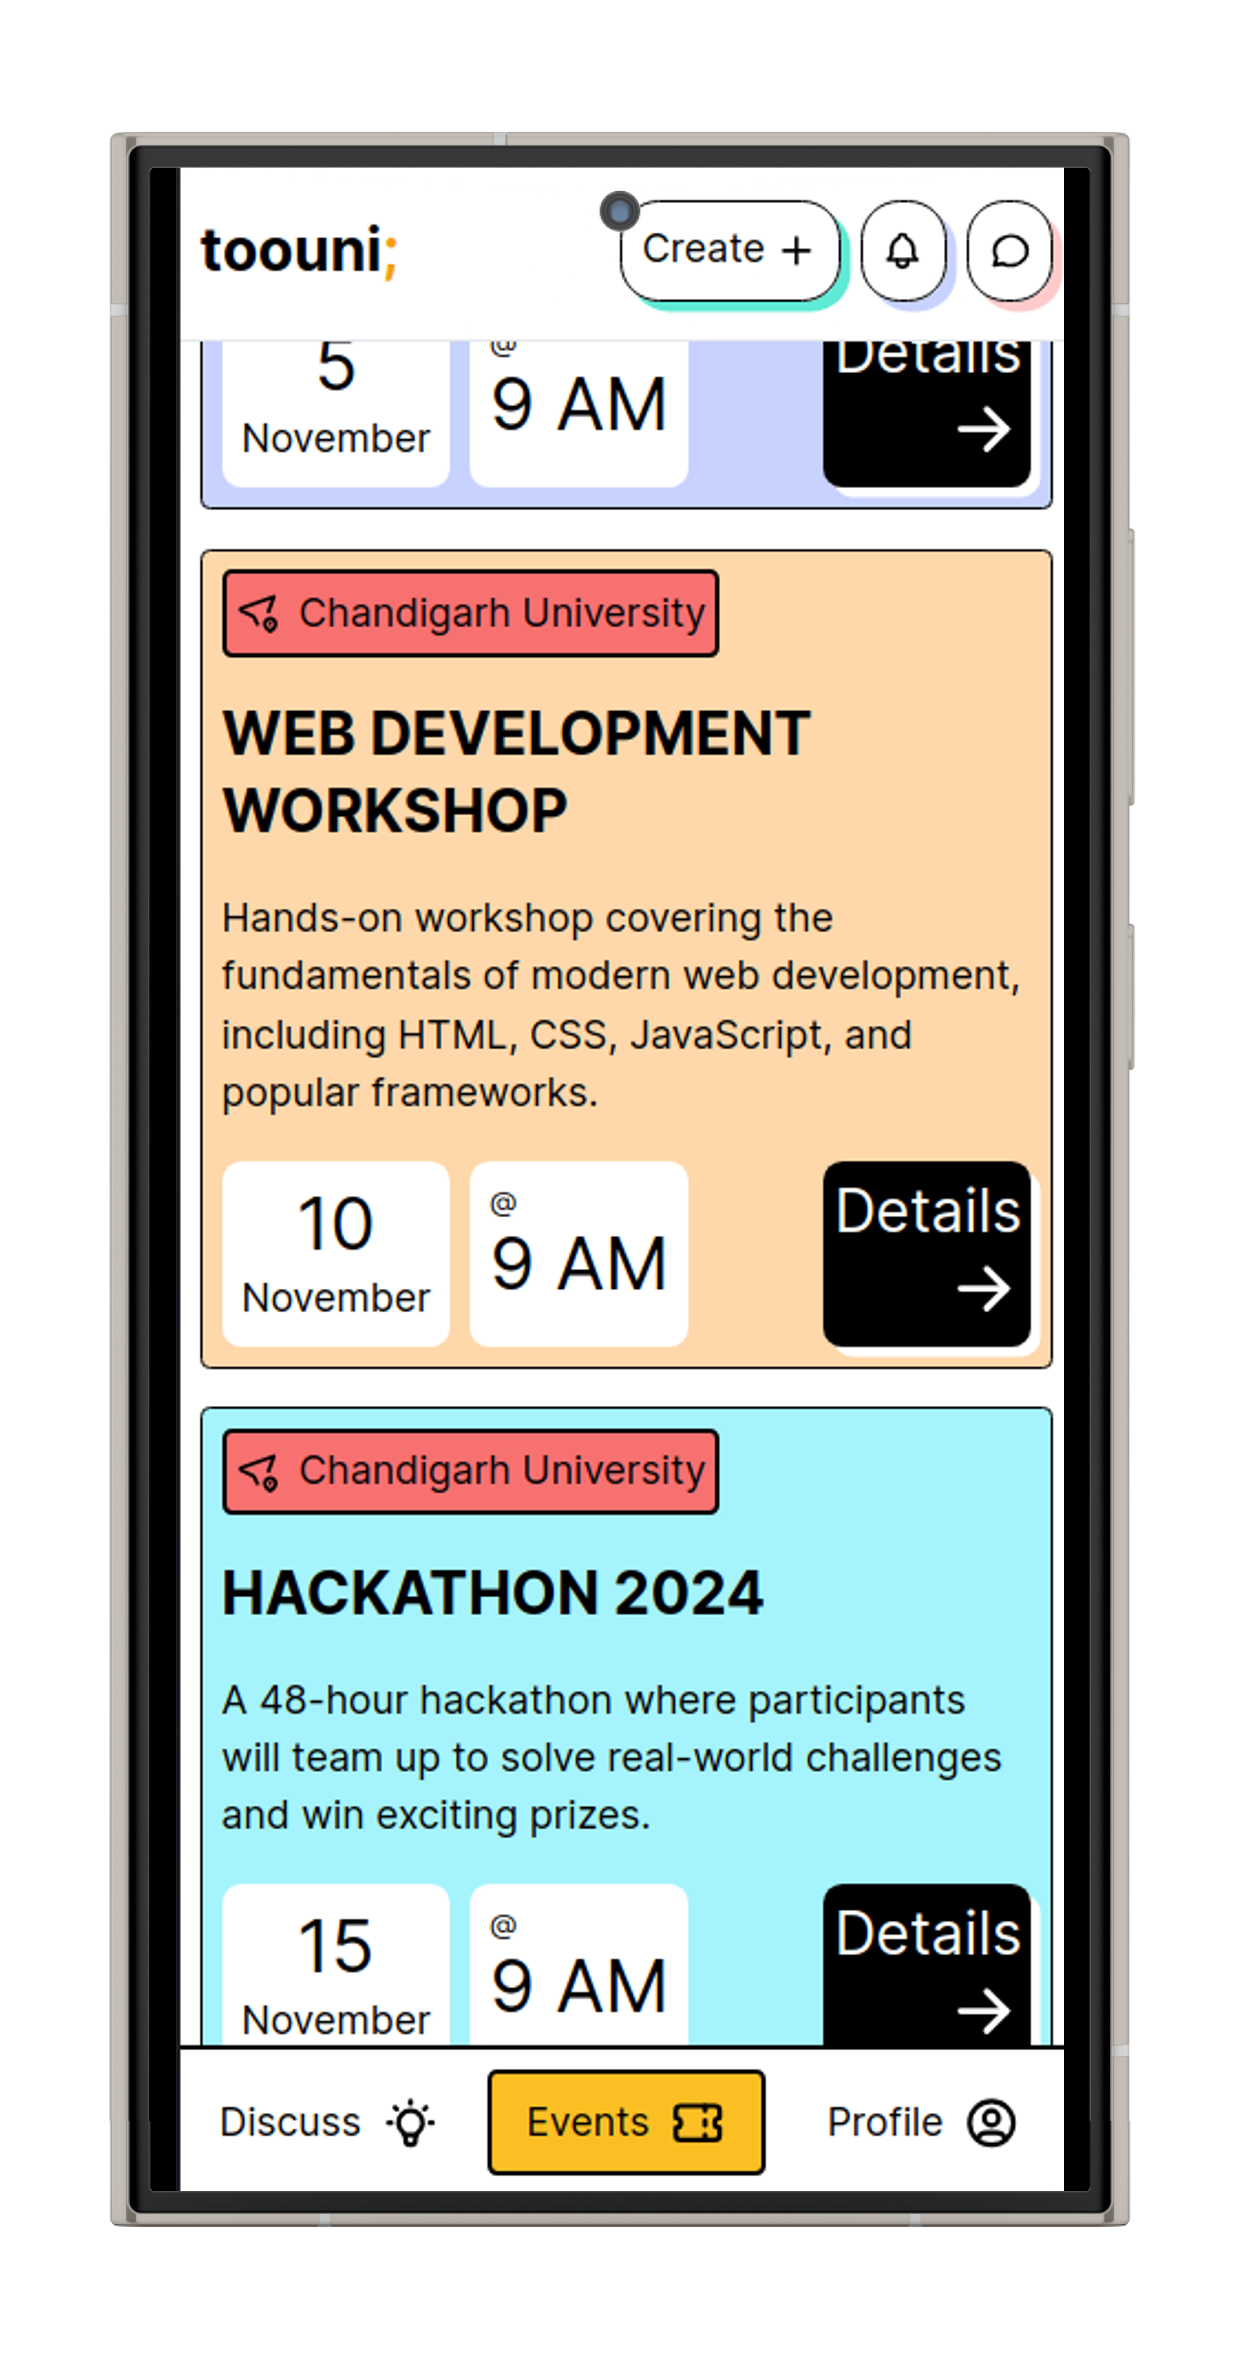 toouni;
Create +
5
November
@
9 AM
Details
Chandigarh University
WEB DEVELOPMENT
WORKSHOP
Hands-on workshop covering the
fundamentals of modern web development,
including HTML, CSS, JavaScript, and
popular frameworks.
10
November
@
9 AM
Details
Chandigarh University
HACKATHON 2024
A 48-hour hackathon where participants
will team up to solve real-world challenges
and win exciting prizes.
15
November
@
9 AM
Details
Discuss
Events
Profile